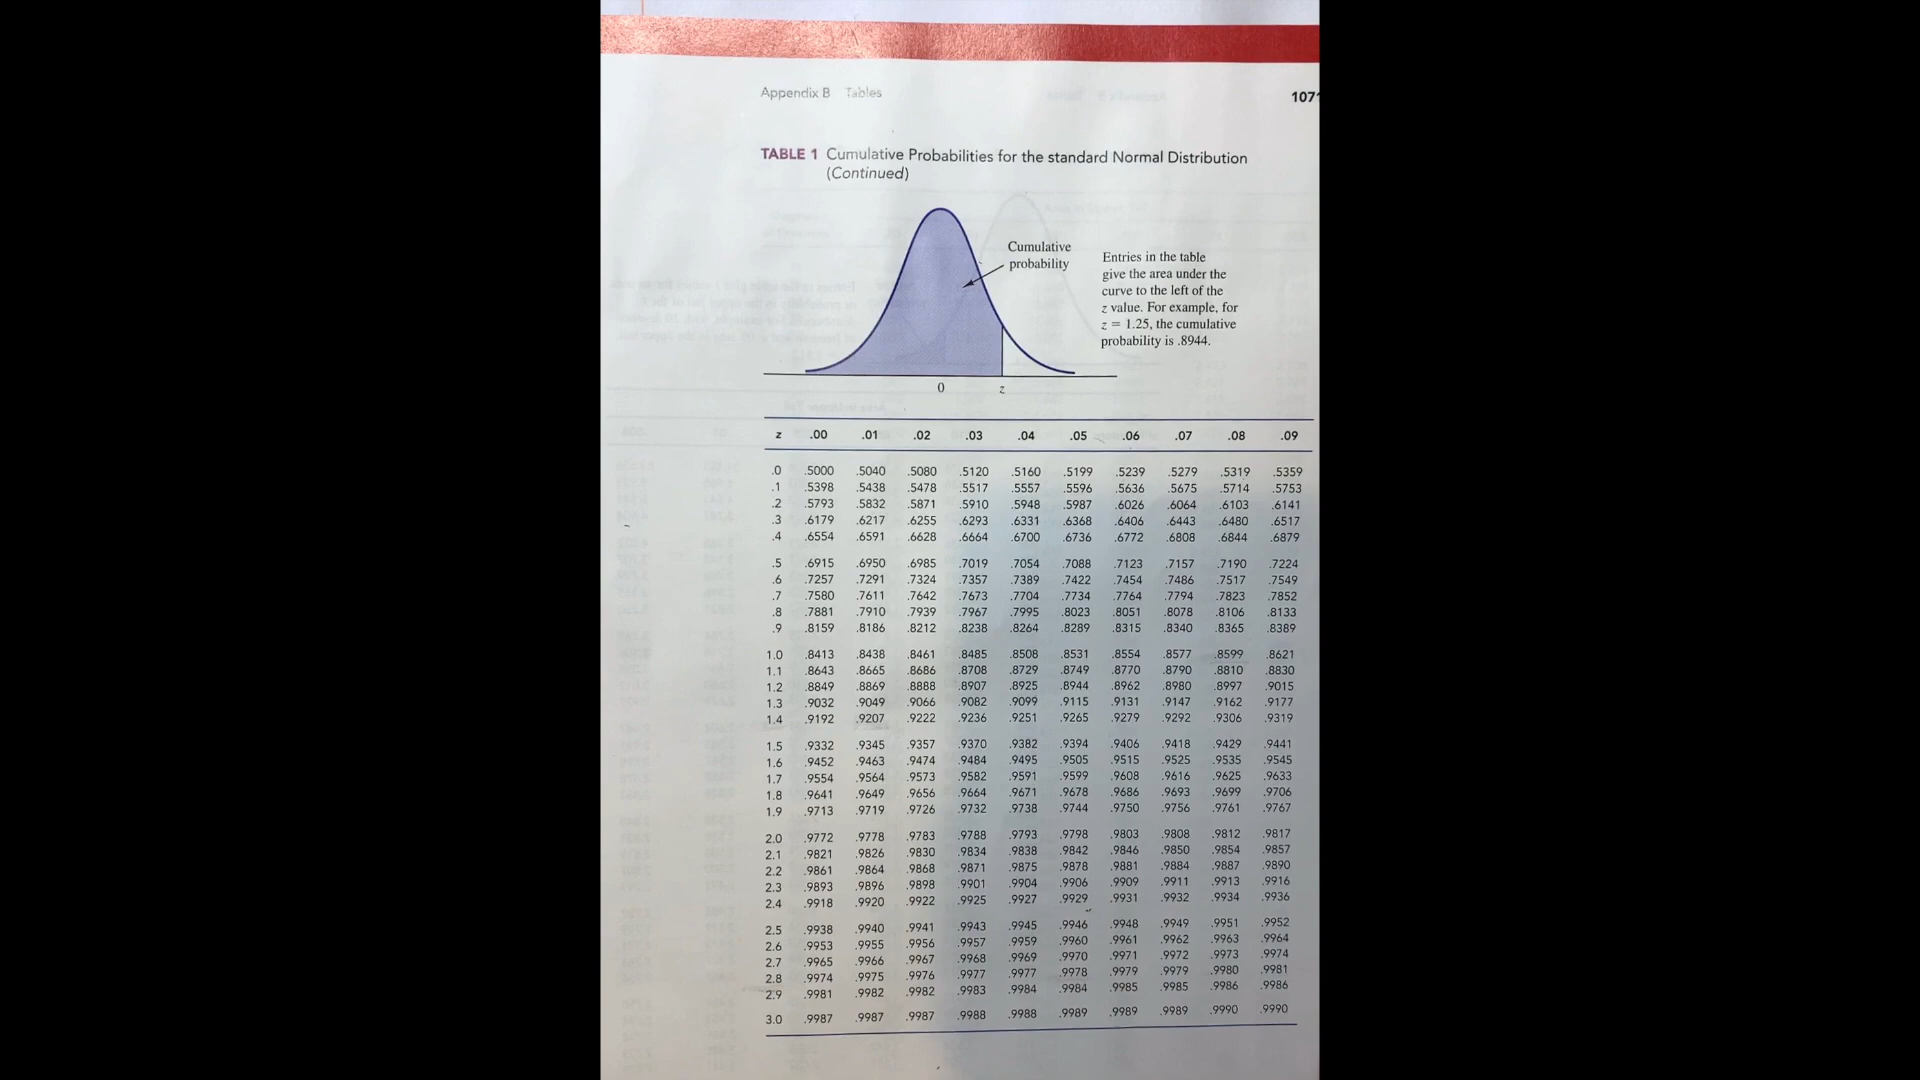 Appendix B Tables
107
TABLE 1 Cumulative Probabilities for the standard Normal Distribution
(Continued)
Cumulative
probability
Entries in the table
give the area under the
curve to the left of the
z value. For example, for
z = 1.25, the cumulative
probability is .8944.
0 z
z .00 .01 .02 .03 .04 .05 .06 .07 .08 .09
.0 .5000 .5040 .5080 .5120 .5160 .5199 .5239 .5279 .5319 .5359
.1 .5398 .5438 .5478 .5517 .5557 .5596 .5636 .5675 .5714 .5753
.2 .5793 .5832 .5871 .5910 .5948 .5987 .6026 .6064 .6103 .6141
.3 .6179 .6217 .6255 .6293 .6331 .6368 .6406 .6443 .6480 .6517
.4 .6554 .6591 .6628 .6664 .6700 .6736 .6772 .6808 .6844 .6879
.5 .6915 .6950 .6985 .7019 .7054 .7088 .7123 .7157 .7190 .7224
.6 .7257 .7291 .7324 .7357 .7389 .7422 .7454 .7486 .7517 .7549
.7 .7580 .7611 .7642 .7673 .7704 .7734 .7764 .7794 .7823 .7852
.8 .7881 .7910 .7939 .7967 .7995 .8023 .8051 .8078 .8106 .8133
.9 .8159 .8186 .8212 .8238 .8264 .8289 .8315 .8340 .8365 .8389
1.0 .8413 .8438 .8461 .8485 .8508 .8531 .8554 .8577 .8599 .8621
1.1 .8643 .8665 .8686 .8708 .8729 .8749 .8770 .8790 .8810 .8830
1.2 .8849 .8869 .8888 .8907 .8925 .8944 .8962 .8980 .8997 .9015
1.3 .9032 .9049 .9066 .9082 .9099 .9115 .9131 .9147 .9162 .9177
1.4 .9192 .9207 .9222 .9236 .9251 .9265 .9279 .9292 .9306 .9319
1.5 .9332 .9345 .9357 .9370 .9382 .9394 .9406 .9418 .9429 .9441
1.6 .9452 .9463 .9474 .9484 .9495 .9505 .9515 .9525 .9535 .9545
1.7 .9554 .9564 .9573 .9582 .9591 .9599 .9608 .9616 .9625 .9633
1.8 .9641 .9649 .9656 .9664 .9671 .9678 .9686 .9693 .9699 .9706
1.9 .9713 .9719 .9726 .9732 .9738 .9744 .9750 .9756 .9761 .9767
2.0 .9772 .9778 .9783 .9788 .9793 .9798 .9803 .9808 .9812 .9817
2.1 .9821 .9826 .9830 .9834 .9838 .9842 .9846 .9850 .9854 .9857
2.2 .9861 .9864 .9868 .9871 .9875 .9878 .9881 .9884 .9887 .9890
2.3 .9893 .9896 .9898 .9901 .9904 .9906 .9909 .9911 .9913 .9916
2.4 .9918 .9920 .9922 .9925 .9927 .9929 .9931 .9932 .9934 .9936
2.5 .9938 .9940 .9941 .9943 .9945 .9946 .9948 .9949 .9951 .9952
2.6 .9953 .9955 .9956 .9957 .9959 .9960 .9961 .9962 .9963 .9964
2.7 .9965 .9966 .9967 .9968 .9969 .9970 .9971 .9972 .9973 .9974
2.8 .9974 .9975 .9976 .9977 .9977 .9978 .9979 .9979 .9980 .9981
2.9 .9981 .9982 .9982 .9983 .9984 .9984 .9985 .9985 .9986 .9986
3.0 .9987 .9987 .9987 .9988 .9988 .9989 .9989 .9989 .9990 .9990